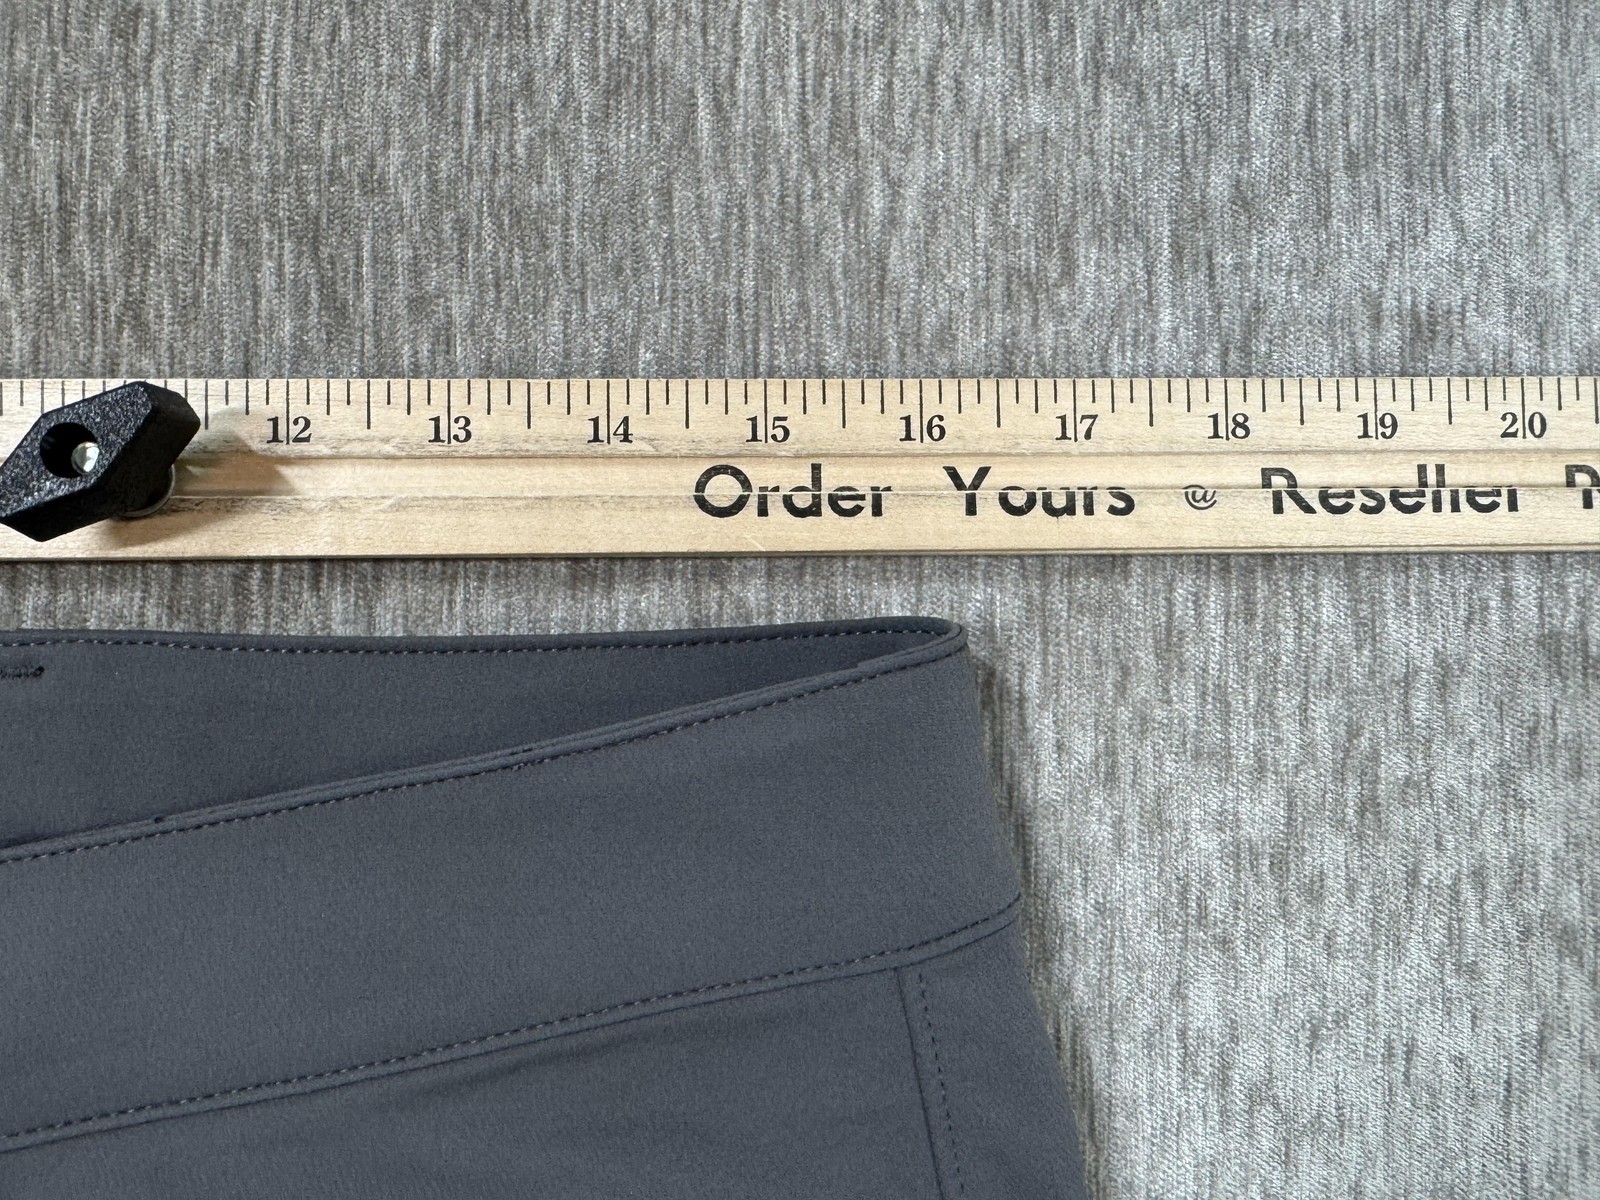 12 13 14 15 16 17 18 19 20
Order Yours @ Reseller R